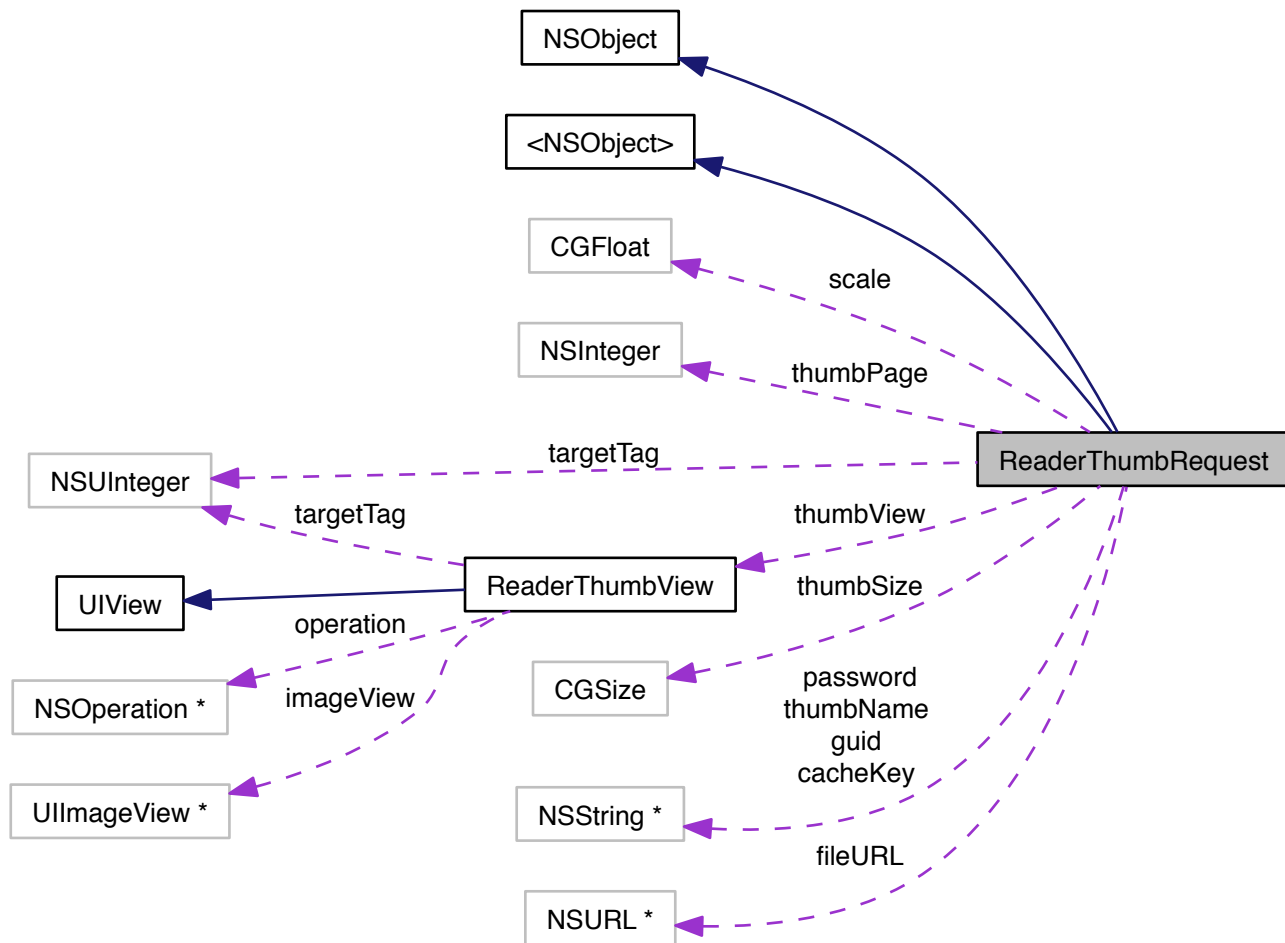 NSObject
<NSObject>
CGFloat
scale
NSInteger
thumbPage
ReaderThumbRequest
targetTag
NSUInteger
targetTag
thumbView
ReaderThumbView
thumbSize
UIView
operation
NSOperation *
imageView
CGSize
password
thumbName
guid
cacheKey
UIImageView *
NSString *
fileURL
NSURL *